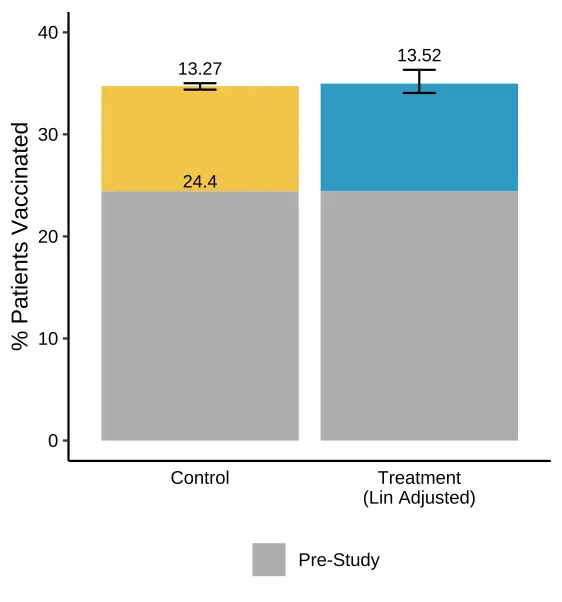 % Patients Vaccinated
40
30
20
10
0
13.27
13.52
24.4
Control
Treatment
(Lin Adjusted)
Pre-Study